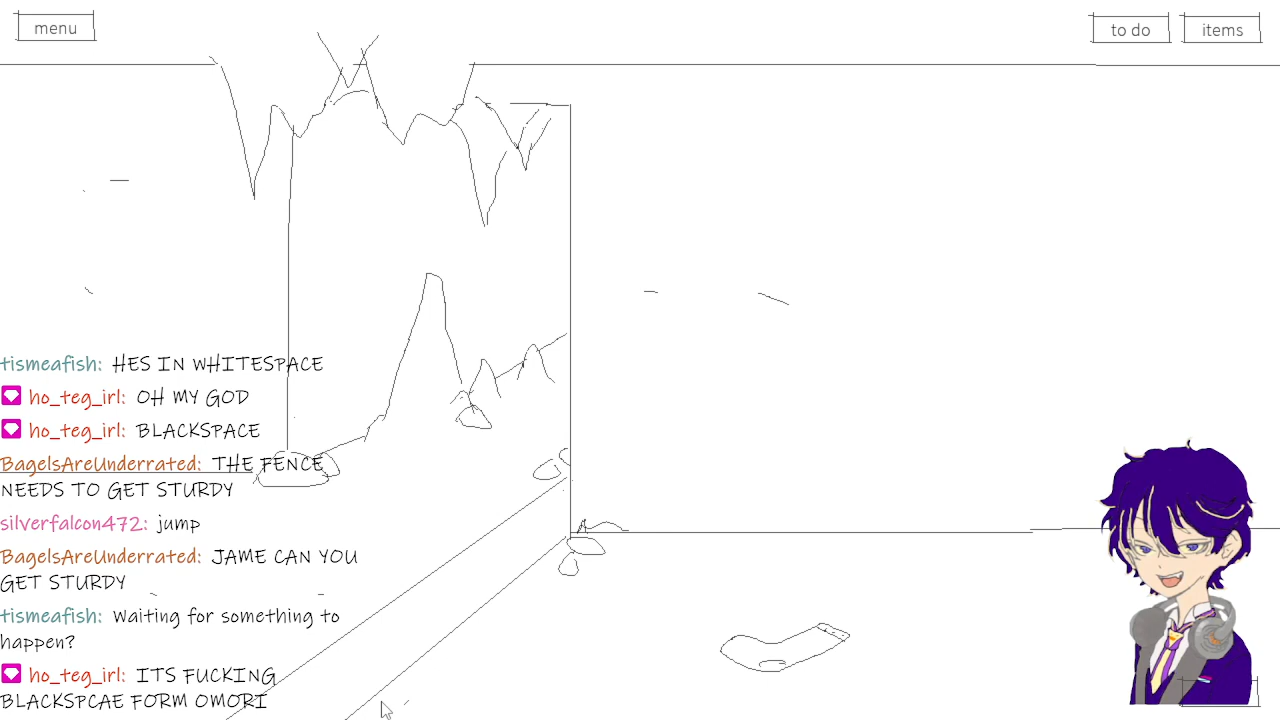 menu
to do
items
tismeafish: HES IN WHITESPACE
ho_teg_irl: OH MY GOD
ho_teg_irl: BLACKSPACE
BagelsAreUnderrated: THE FENCE
NEEDS TO GET STURDY
silverfalcon472: jump
BagelsAreUnderrated: JAME CAN YOU
GET STURDY
tismeafish: Waiting for something to
happen?
ho_teg_irl: ITS FUCKING
BLACKSPCAE FORM OMORI